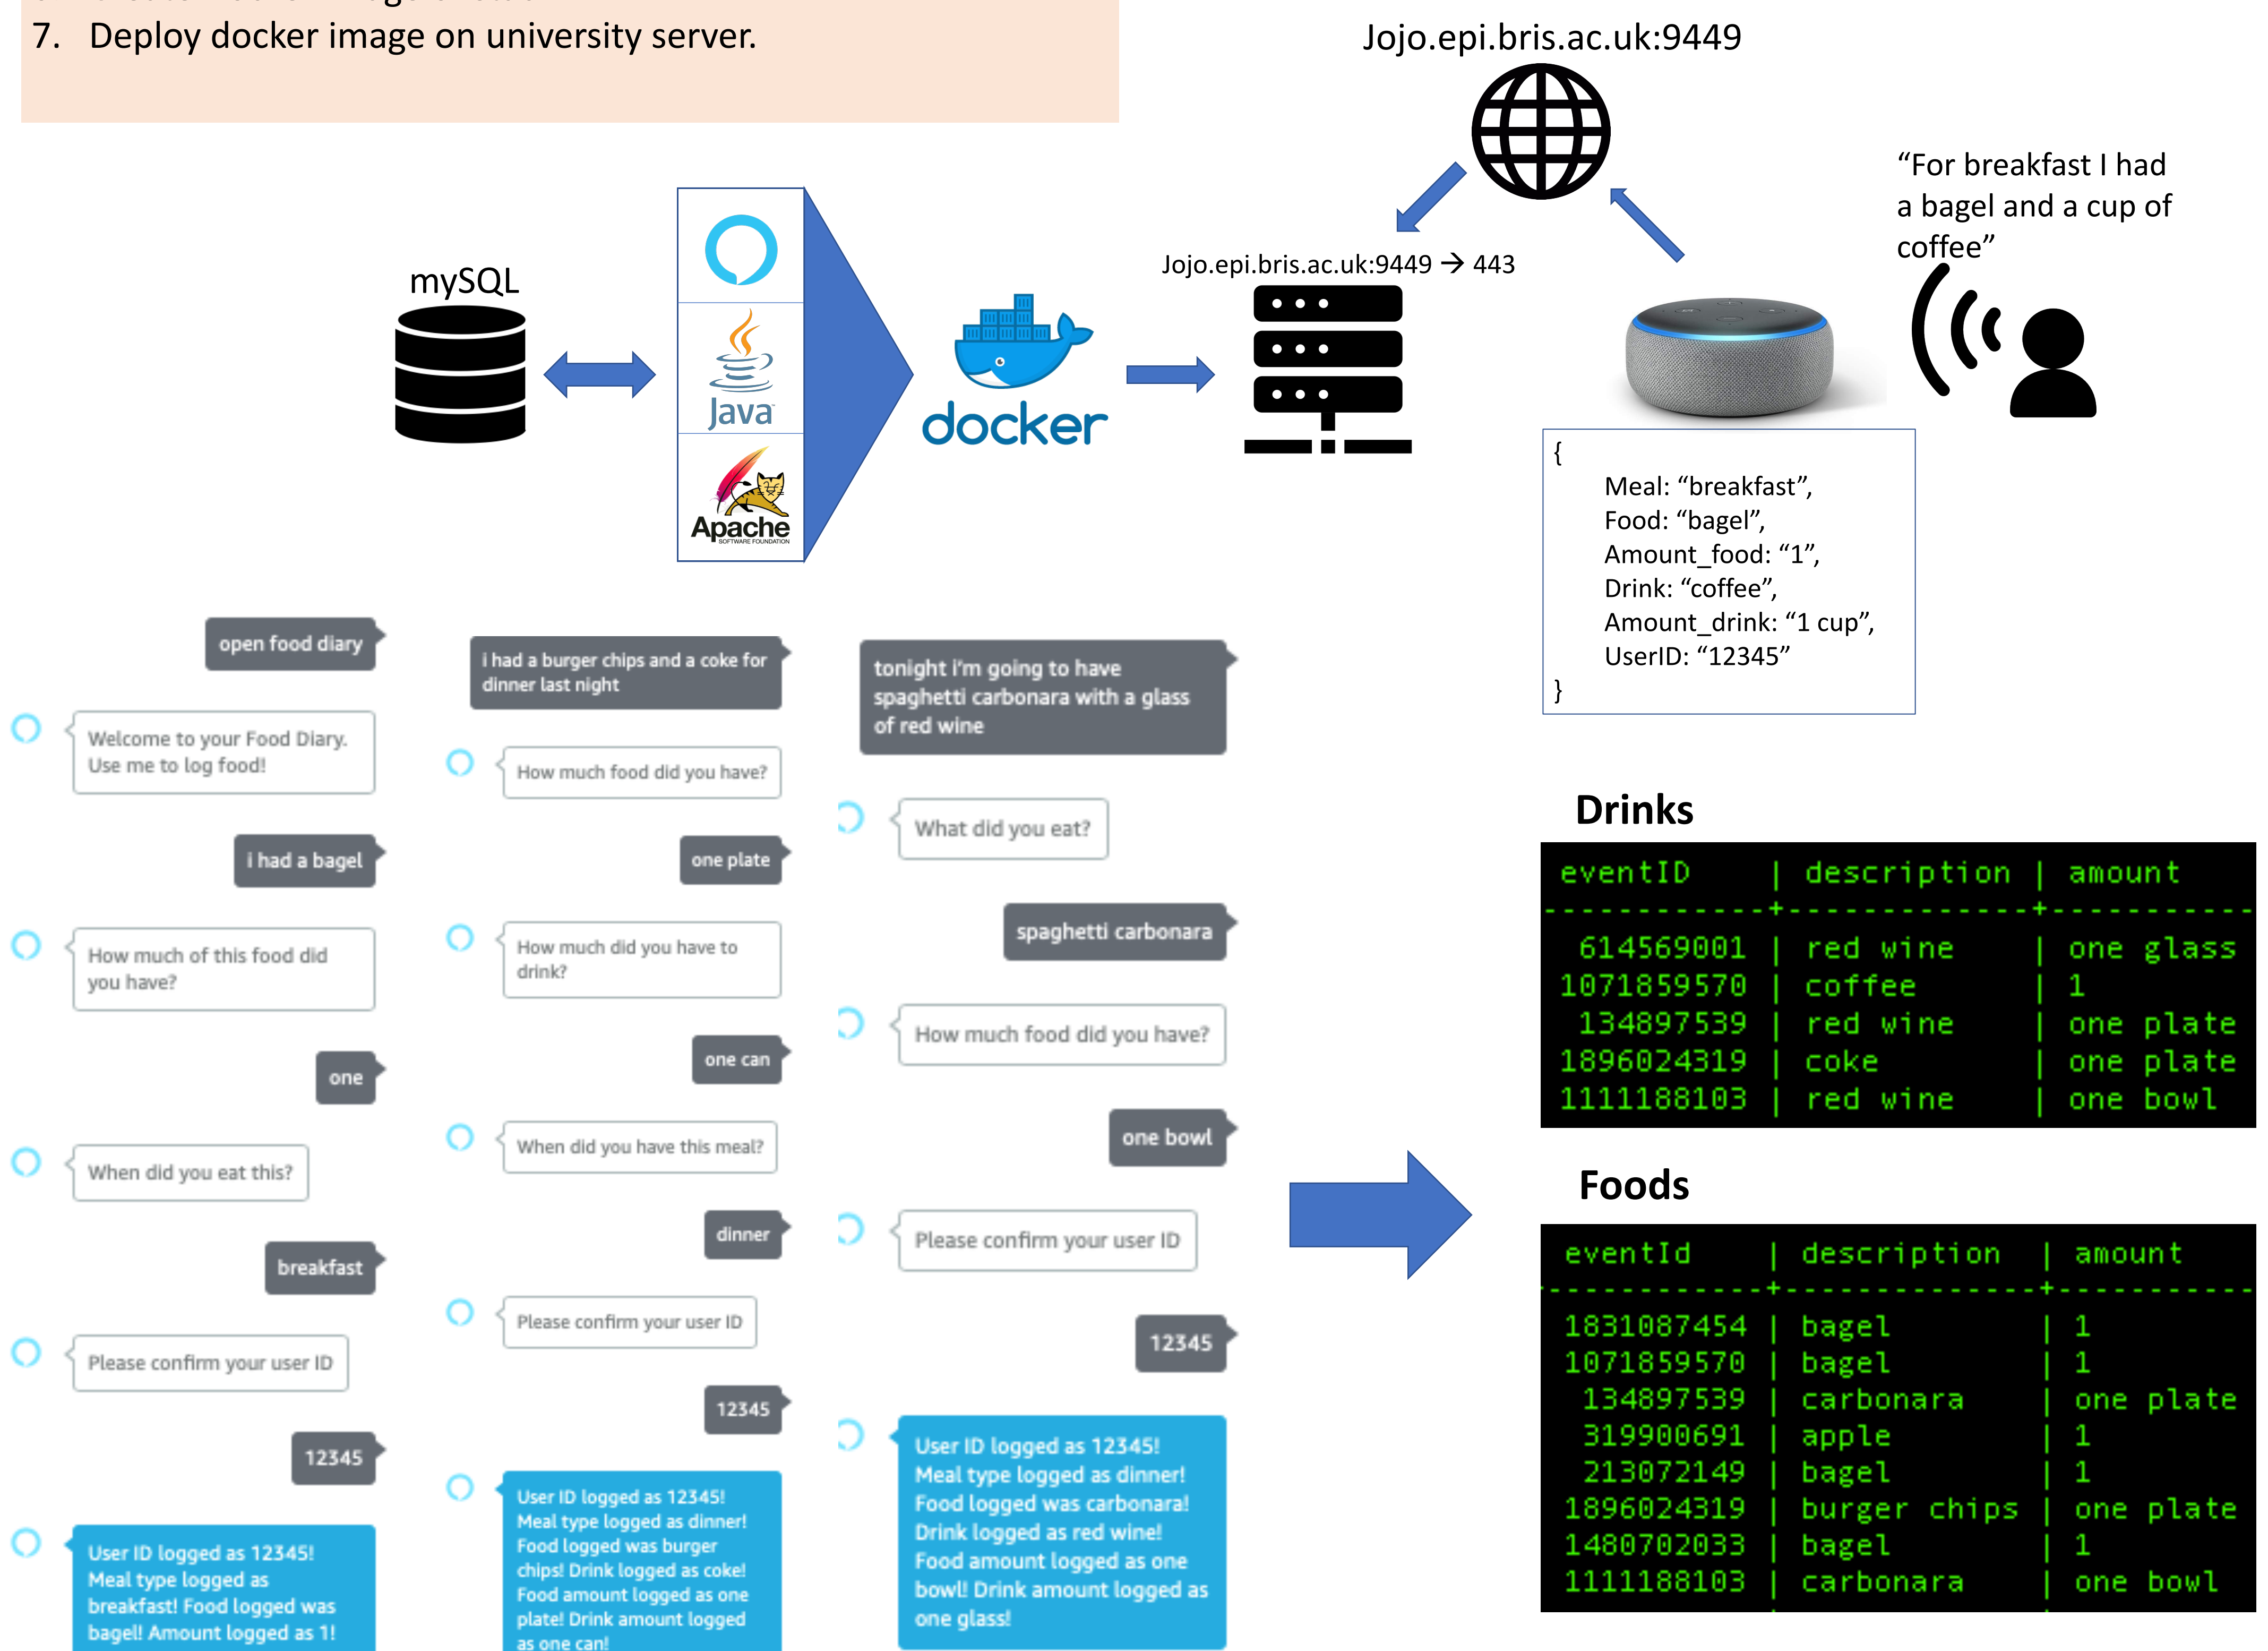 7. Deploy docker image on university server.
Jojo.epi.bris.ac.uk:9449
“For breakfast I had
a bagel and a cup of
coffee”
Jojo.epi.bris.ac.uk:9449 → 443
mySQL
Java
Apache
SOFTWARE FOUNDATION
docker
{
Meal: “breakfast”,
Food: “bagel”,
Amount_food: “1”,
Drink: “coffee”,
Amount_drink: “1 cup”,
UserID: “12345”
}
open food diary
Welcome to your Food Diary.
Use me to log food!
i had a bagel
How much of this food did
you have?
one
When did you eat this?
breakfast
Please confirm your user ID
12345
User ID logged as 12345!
Meal type logged as
breakfast! Food logged was
bagel! Amount logged as 1!
i had a burger chips and a coke for
dinner last night
How much food did you have?
one plate
How much did you have to
drink?
one can
When did you have this meal?
dinner
Please confirm your user ID
12345
User ID logged as 12345!
Meal type logged as dinner!
Food logged was burger
chips! Drink logged as coke!
Food amount logged as one
plate! Drink amount logged
as one can!
tonight i'm going to have
spaghetti carbonara with a glass
of red wine
What did you eat?
spaghetti carbonara
How much food did you have?
one bowl
Please confirm your user ID
12345
User ID logged as 12345!
Meal type logged as dinner!
Food logged was carbonara!
Drink logged as red wine!
Food amount logged as one
bowl! Drink amount logged as
one glass!
Drinks
eventID | description | amount
614569001 | red wine | one glass
1071859570 | coffee | 1
134897539 | red wine | one plate
1896024319 | coke | one plate
1111188103 | red wine | one bowl
Foods
eventId | description | amount
1831087454 | bagel | 1
1071859570 | bagel | 1
134897539 | carbonara | one plate
319900691 | apple | 1
213072149 | bagel | 1
1896024319 | burger chips | one plate
1480702033 | bagel | 1
1111188103 | carbonara | one bowl